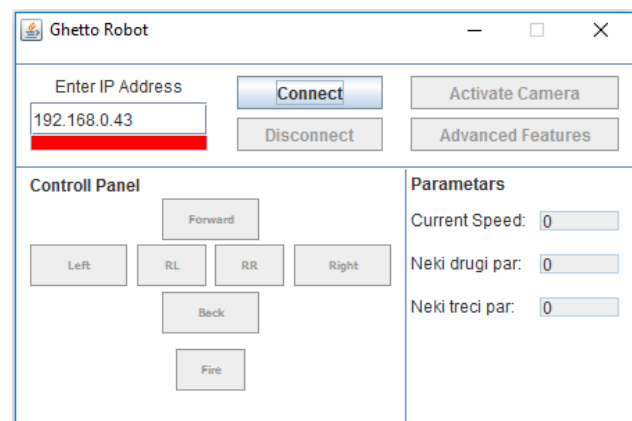 Ghetto Robot
Enter IP Address
Connect
Activate Camera
192.168.0.43
Disconnect
Advanced Features
Controll Panel
Forward
Left
RL
RR
Right
Back
Fire
Parametars
Current Speed: 0
Neki drugi par: 0
Neki treci par: 0